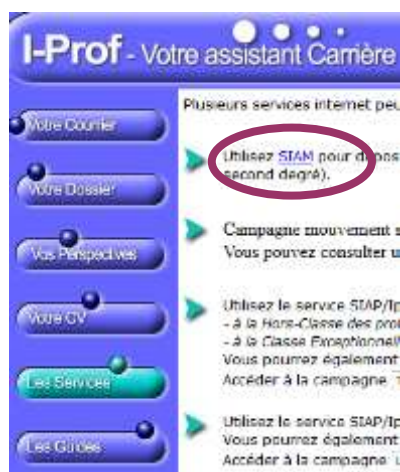 I-Prof - Votre assistant Carrière
Votre Courrier
Votre Dossier
Vos Perspectives
Votre CV
Les Services
Les Guides
Plusieurs services internet peu
Utilisez SIAM pour dépos
second degré).
Campagne mouvement
Vous pouvez consulter u
Utilisez le service SIAP/Ip
- à la Hors-Classe des pro
- à la Classe Exceptionnell
Vous pourrez également
Accéder à la campagne
Utilisez le service SIAP/Ip
Vous pourrez également
Accéder à la campagne